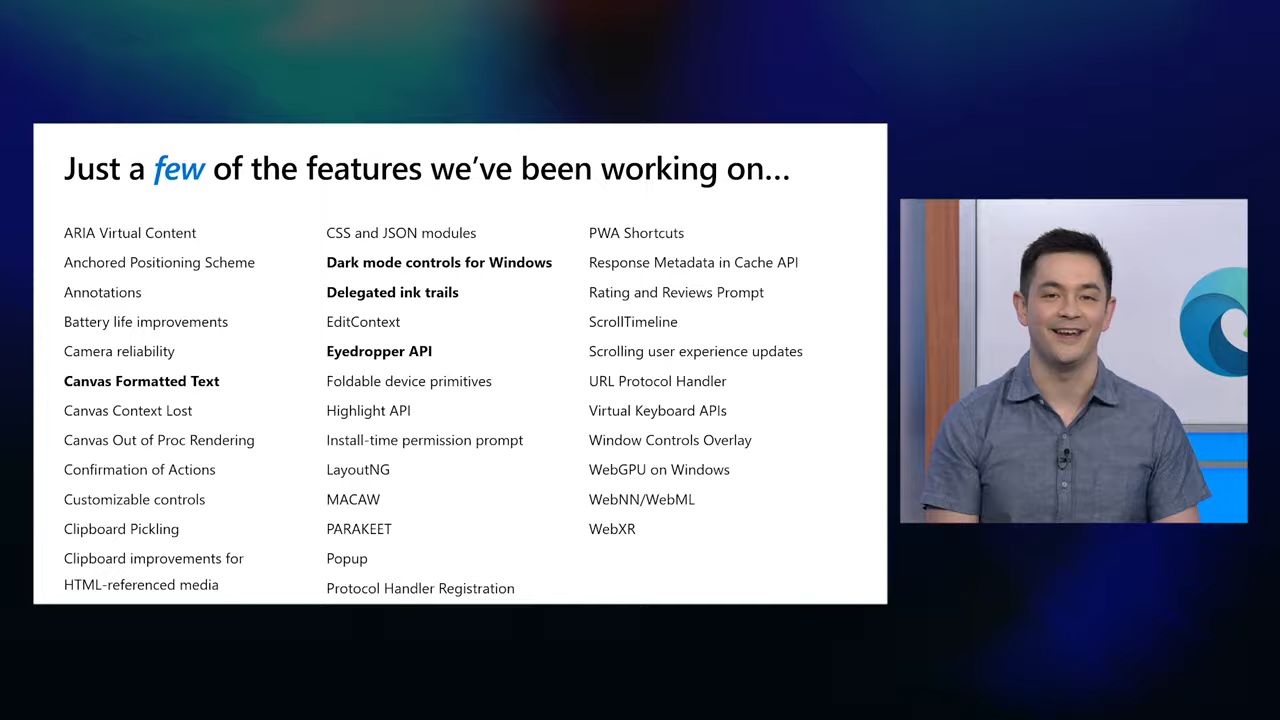 Just a few of the features we’ve been working on…
ARIA Virtual Content
Anchored Positioning Scheme
Annotations
Battery life improvements
Camera reliability
Canvas Formatted Text
Canvas Context Lost
Canvas Out of Proc Rendering
Confirmation of Actions
Customizable controls
Clipboard Pickling
Clipboard improvements for
HTML-referenced media
CSS and JSON modules
Dark mode controls for Windows
Delegated ink trails
EditContext
Eyedropper API
Foldable device primitives
Highlight API
Install-time permission prompt
LayoutNG
MACAW
PARAKEET
Popup
Protocol Handler Registration
PWA Shortcuts
Response Metadata in Cache API
Rating and Reviews Prompt
ScrollTimeline
Scrolling user experience updates
URL Protocol Handler
Virtual Keyboard APIs
Window Controls Overlay
WebGPU on Windows
WebNN/WebML
WebXR